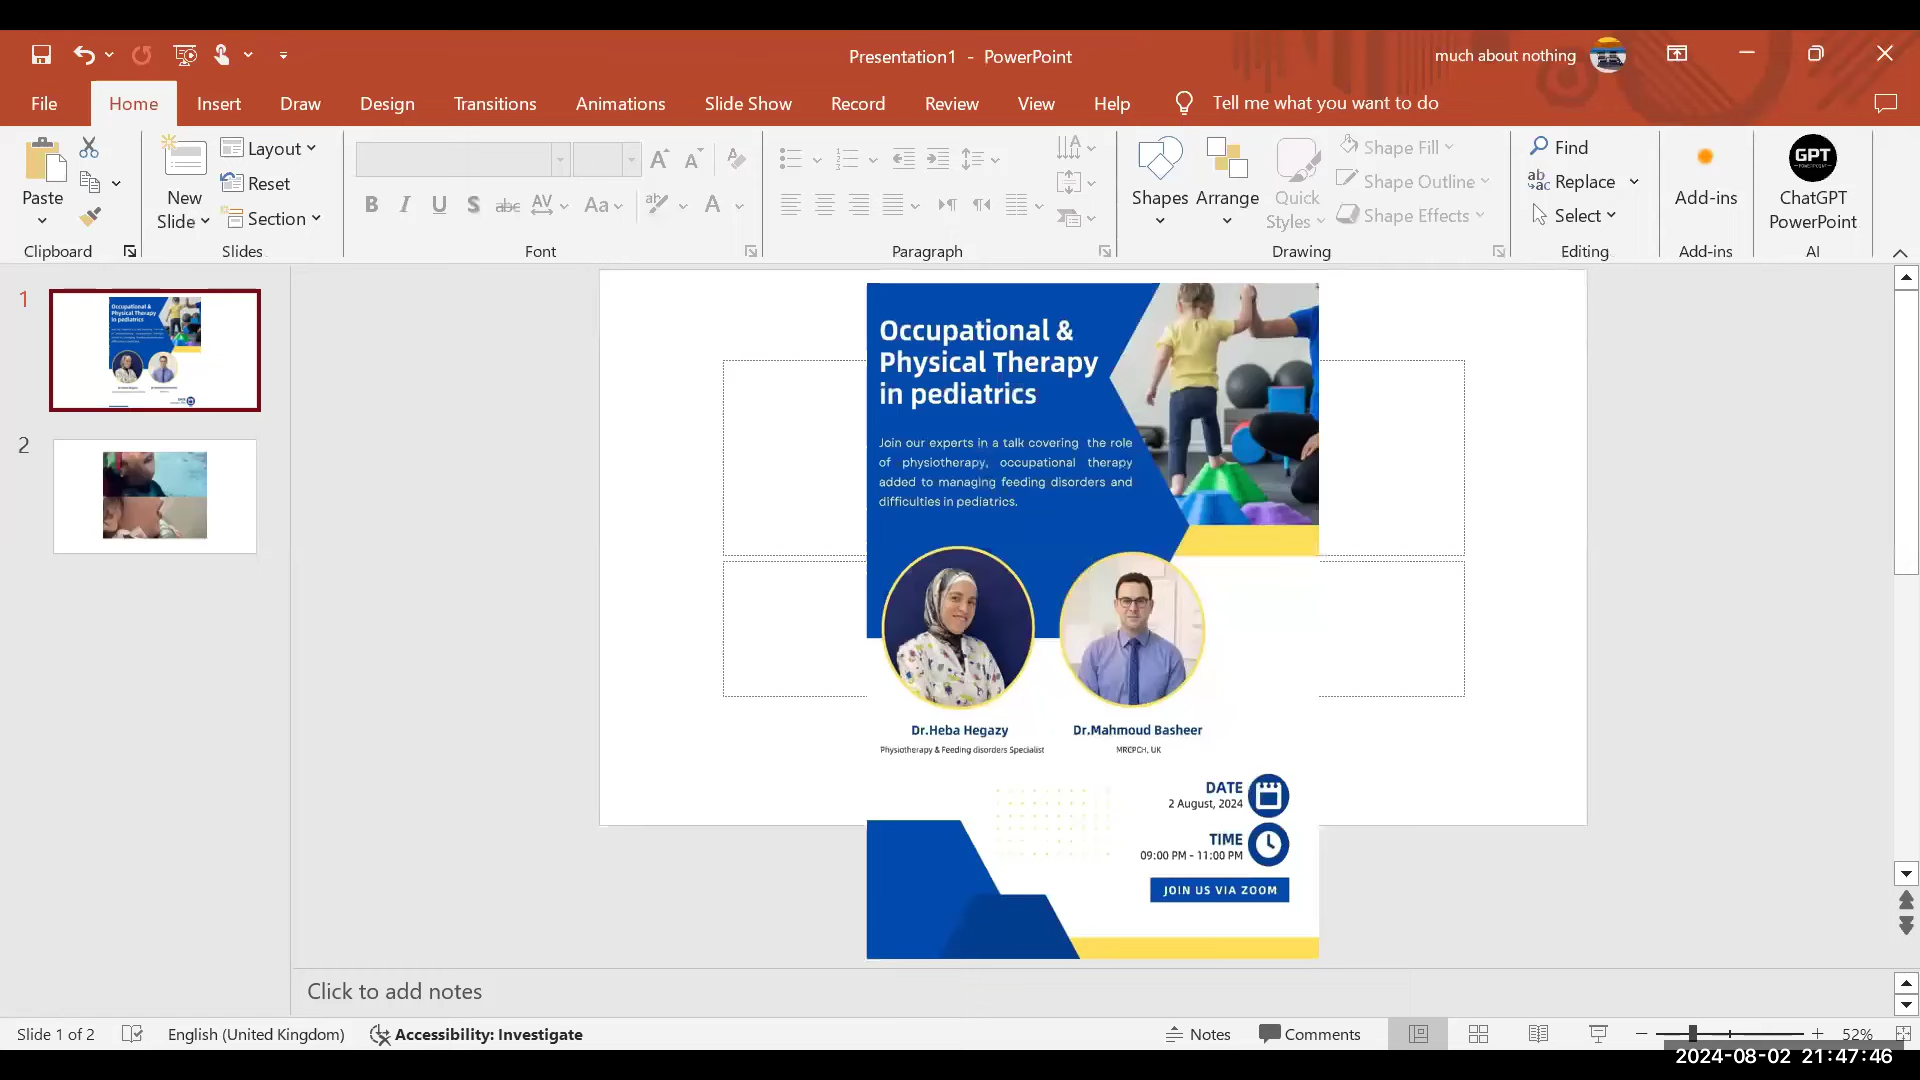 Presentation1 - PowerPoint
much about nothing
File Home Insert Draw Design Transitions Animations Slide Show Record Review View Help Tell me what you want to do
Paste
Clipboard
New
Slide
Layout
Reset
Section
Slides
B I U S abc AV Aa A
Font
Paragraph
Shapes
Arrange
Quick
Styles
Shape Fill
Shape Outline
Shape Effects
Drawing
Find
Replace
Select
Editing
Add-ins
Add-ins
GPT
ChatGPT
PowerPoint
AI
1
2
Occupational &
Physical Therapy
in pediatrics
Join our experts in a talk covering the role
of physiotherapy, occupational therapy
added to managing feeding disorders and
difficulties in pediatrics.
Dr.Heba Hegazy
Physiotherapy & Feeding disorders Specialist
Dr.Mahmoud Basheer
MRCPCH, UK
DATE
2 August, 2024
TIME
09:00 PM - 11:00 PM
JOIN US VIA ZOOM
Click to add notes
Slide 1 of 2 English (United Kingdom) Accessibility: Investigate Notes Comments 52%
2024-08-02 21:47:46